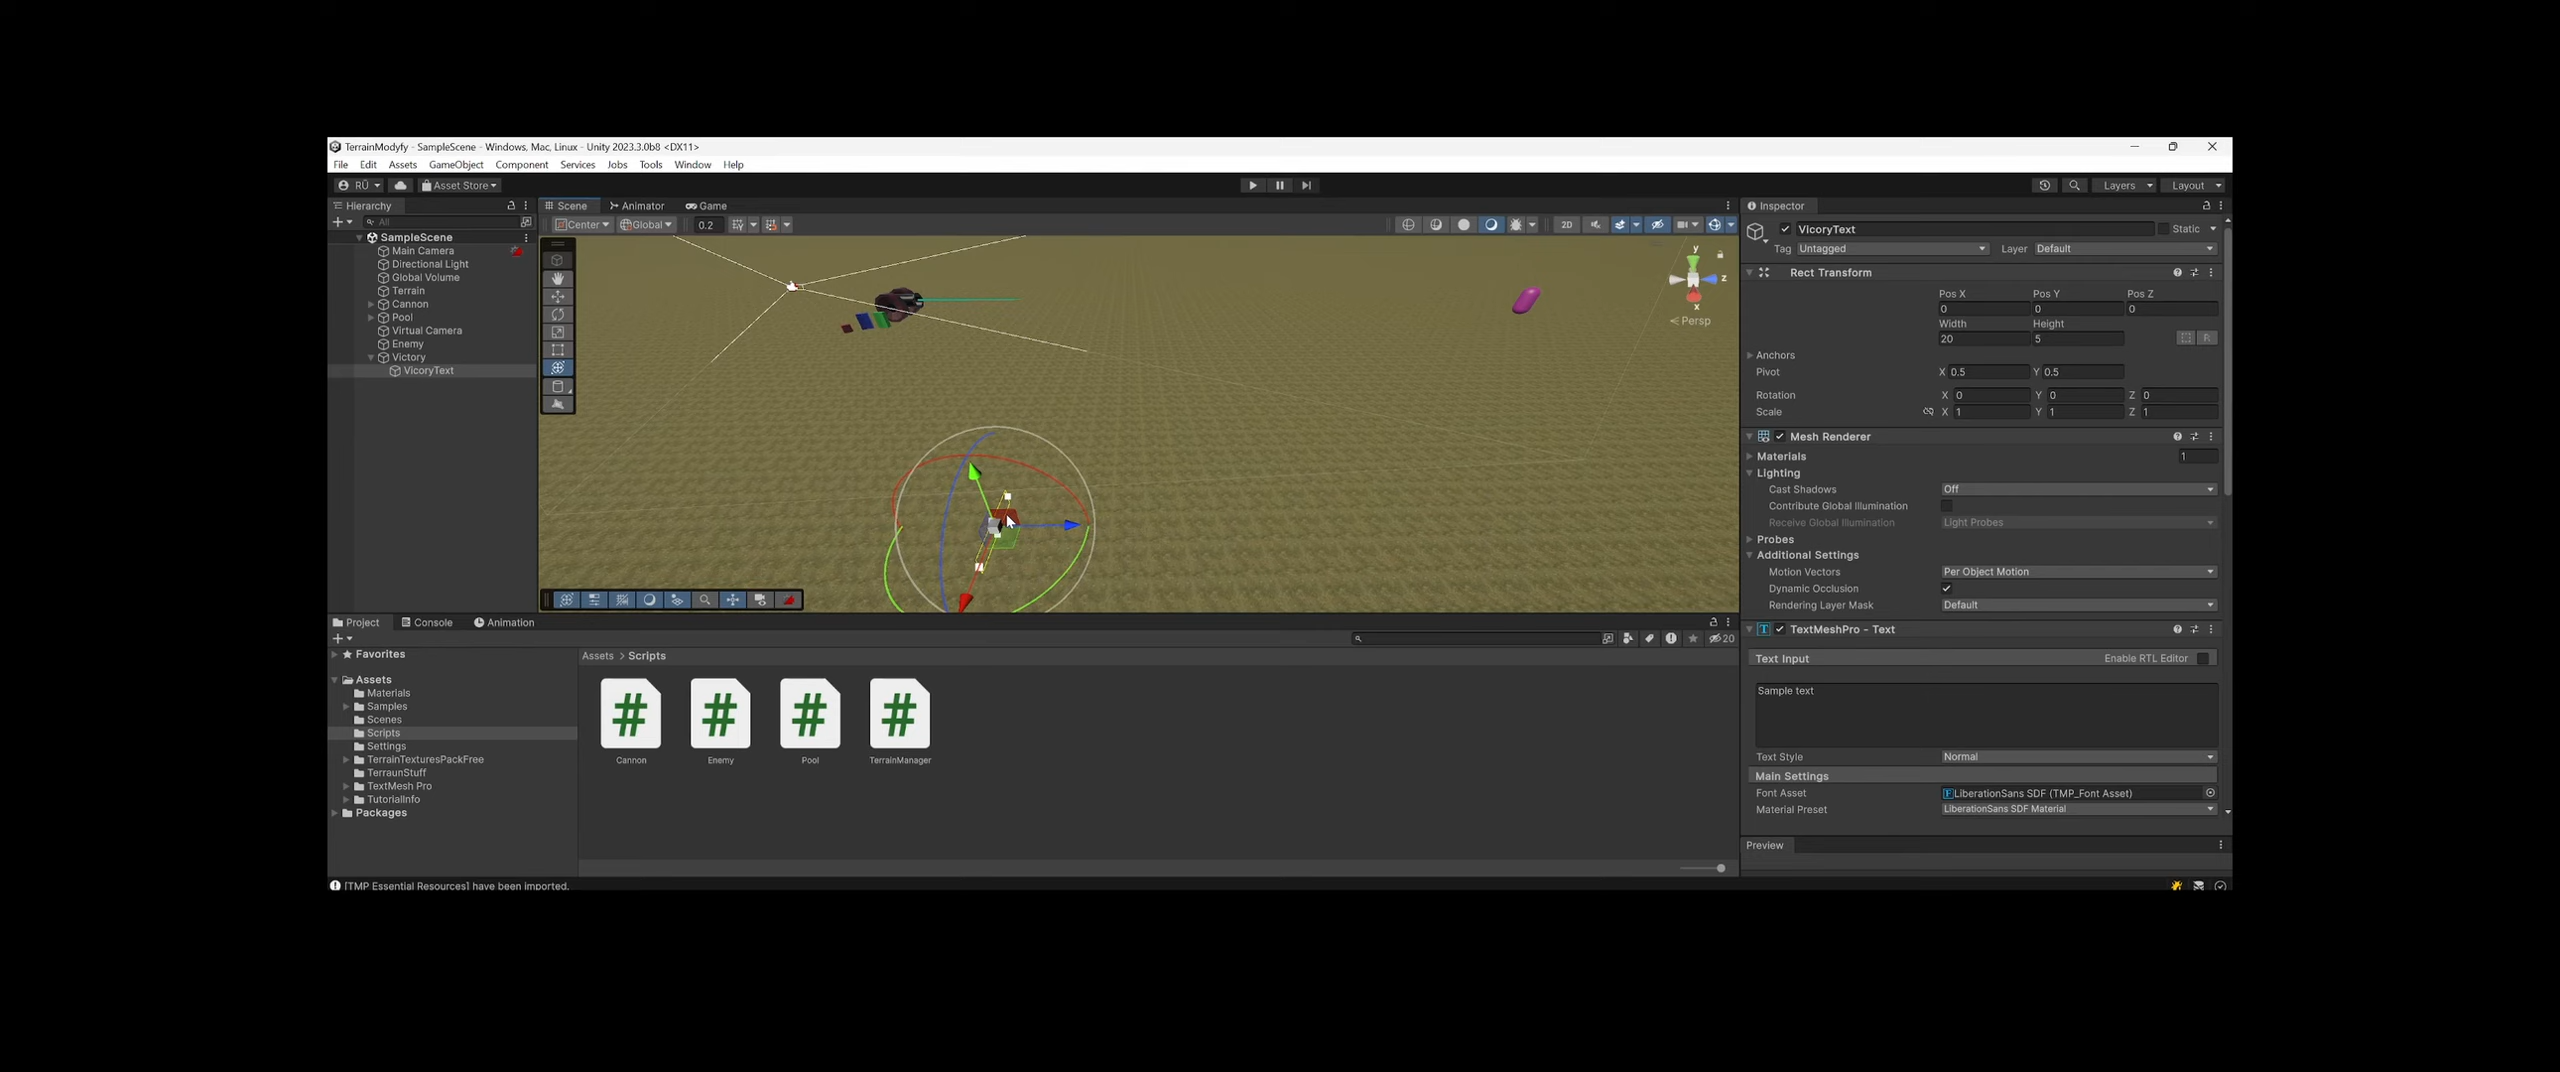 TerrainModyfy - SampleScene - Windows, Mac, Linux - Unity 2023.3.0b8 <DX11>
File Edit Assets GameObject Component Services Jobs Tools Window Help
RÜ Asset Store Layers Layout
Hierarchy
All
SampleScene
Main Camera
Directional Light
Global Volume
Terrain
Cannon
Pool
Virtual Camera
Enemy
Victory
VicoryText
Scene Animator Game
Center Global 0.2 2D
y
z
x
Persp
Inspector
VicoryText Static
Tag Untagged Layer Default
Rect Transform
Pos X Pos Y Pos Z
0 0 0
Width Height
20 5
R
Anchors
Pivot X 0.5 Y 0.5
Rotation X 0 Y 0 Z 0
Scale X 1 Y 1 Z 1
Mesh Renderer
Materials 1
Lighting
Cast Shadows Off
Contribute Global Illumination
Receive Global Illumination Light Probes
Probes
Additional Settings
Motion Vectors Per Object Motion
Dynamic Occlusion
Rendering Layer Mask Default
TextMeshPro - Text
Text Input Enable RTL Editor
Sample text
Text Style Normal
Main Settings
Font Asset LiberationSans SDF (TMP_Font Asset)
Material Preset LiberationSans SDF Material
Preview
Project Console Animation
20
Favorites
Assets
Materials
Samples
Scenes
Scripts
Settings
TerrainTexturesPackFree
TerraunStuff
TextMesh Pro
TutorialInfo
Packages
Assets > Scripts
# # # #
Cannon Enemy Pool TerrainManager
[TMP Essential Resources] have been imported.